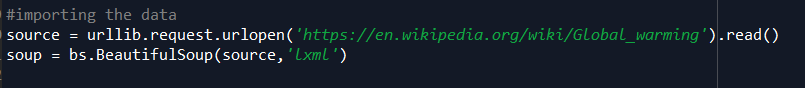 #importing the data
source = urllib.request.urlopen('https://en.wikipedia.org/wiki/Global_warming').read()
soup = bs.BeautifulSoup(source,'lxml')